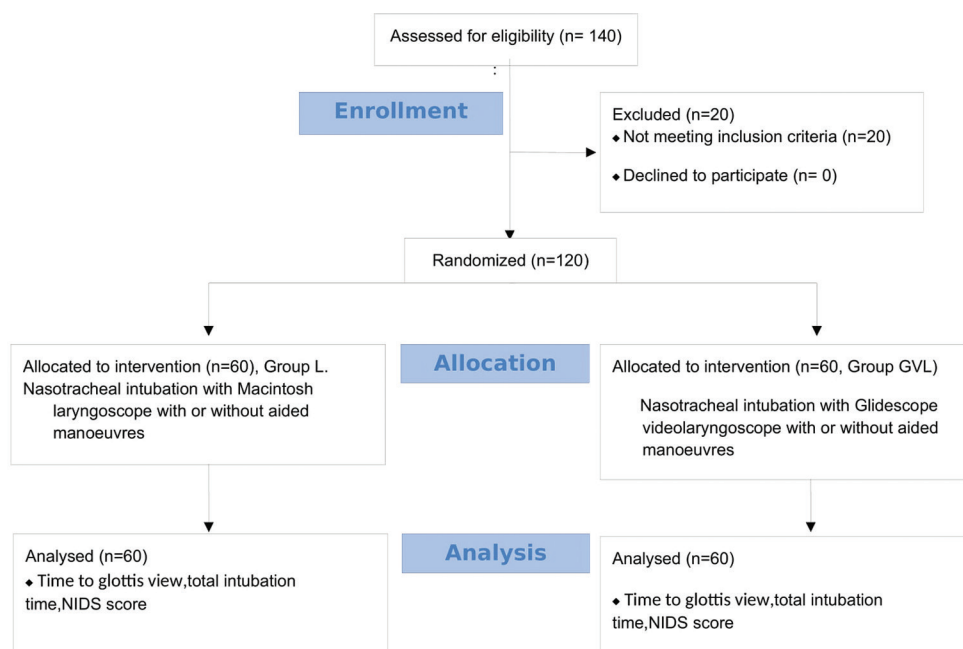 Assessed for eligibility (n= 140)
:
Enrollment
Excluded (n=20)
⬥ Not meeting inclusion criteria (n=20)
⬥ Declined to participate (n= 0)
Randomized (n=120)
Allocated to intervention (n=60), Group L.
Nasotracheal intubation with Macintosh
laryngoscope with or without aided
manoeuvres
Allocation
Allocated to intervention (n=60, Group GVL)
Nasotracheal intubation with Glidescope
videolaryngoscope with or without aided
manoeuvres
Analysed (n=60)
⬥ Time to glottis view,total intubation
time,NIDS score
Analysis
Analysed (n=60)
⬥ Time to glottis view,total intubation
time,NIDS score